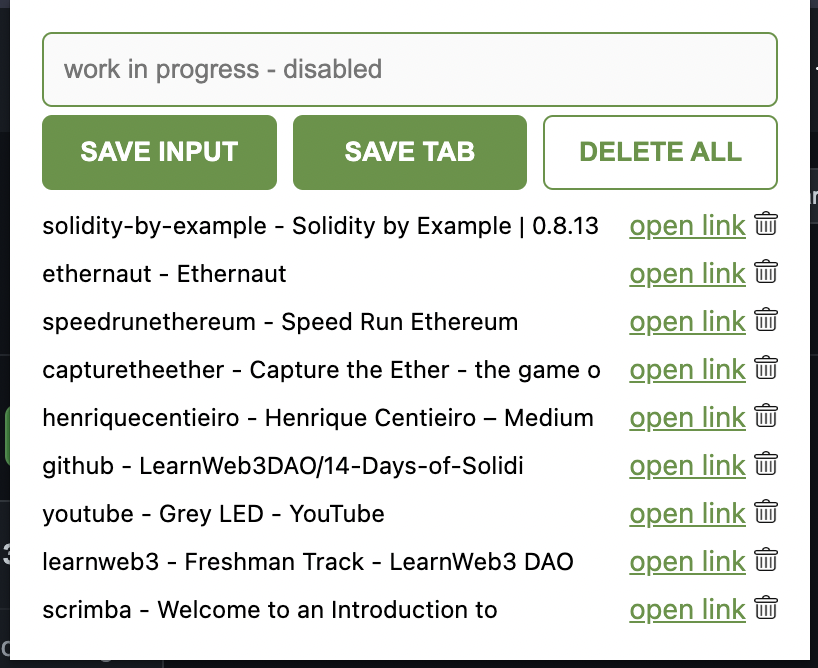 work in progress - disabled
SAVE INPUT SAVE TAB DELETE ALL
solidity-by-example - Solidity by Example | 0.8.13 open link
ethernaut - Ethernaut open link
speedrunethereum - Speed Run Ethereum open link
capturetheether - Capture the Ether - the game o open link
henriquecentieiro - Henrique Centieiro – Medium open link
github - LearnWeb3DAO/14-Days-of-Solidi open link
youtube - Grey LED - YouTube open link
learnweb3 - Freshman Track - LearnWeb3 DAO open link
scrimba - Welcome to an Introduction to open link